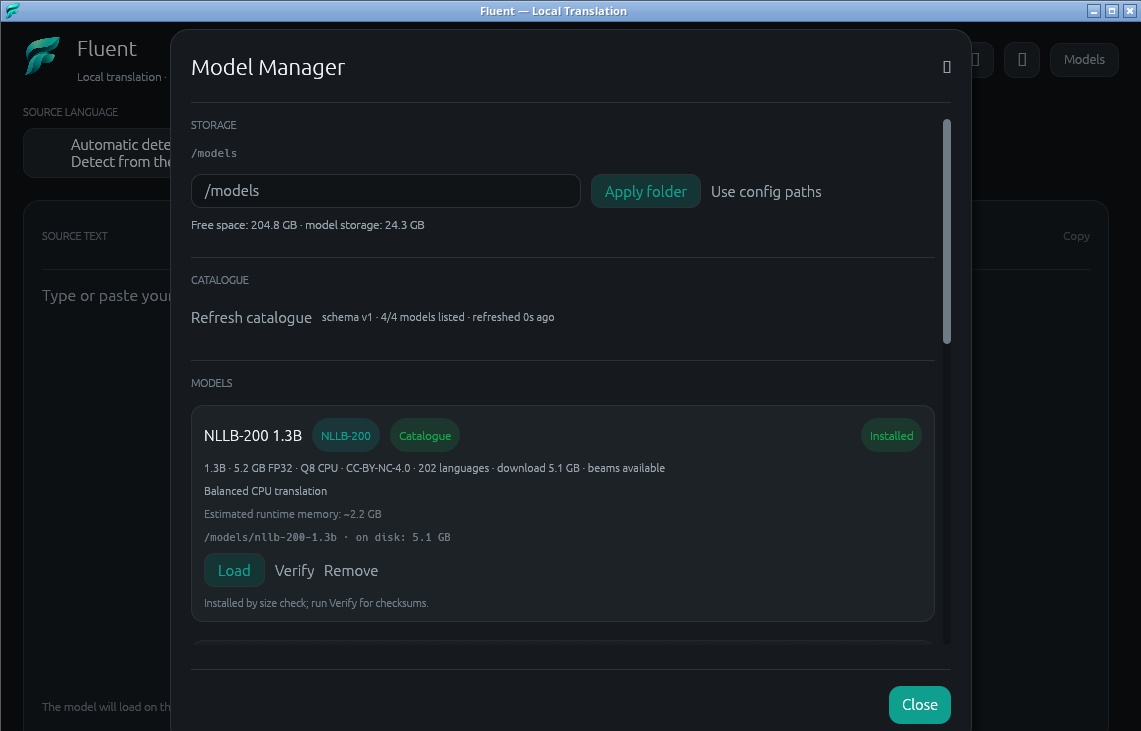 Fluent — Local Translation
Fluent
Local translation ·
Models
SOURCE LANGUAGE
Automatic dete
Detect from the
SOURCE TEXT
Copy
Type or paste your
The model will load on th
Model Manager
STORAGE
/models
/models
Apply folder
Use config paths
Free space: 204.8 GB · model storage: 24.3 GB
CATALOGUE
Refresh catalogue
schema v1 · 4/4 models listed · refreshed 0s ago
MODELS
NLLB-200 1.3B
NLLB-200
Catalogue
Installed
1.3B · 5.2 GB FP32 · Q8 CPU · CC-BY-NC-4.0 · 202 languages · download 5.1 GB · beams available
Balanced CPU translation
Estimated runtime memory: ~2.2 GB
/models/nllb-200-1.3b · on disk: 5.1 GB
Load
Verify
Remove
Installed by size check; run Verify for checksums.
Close